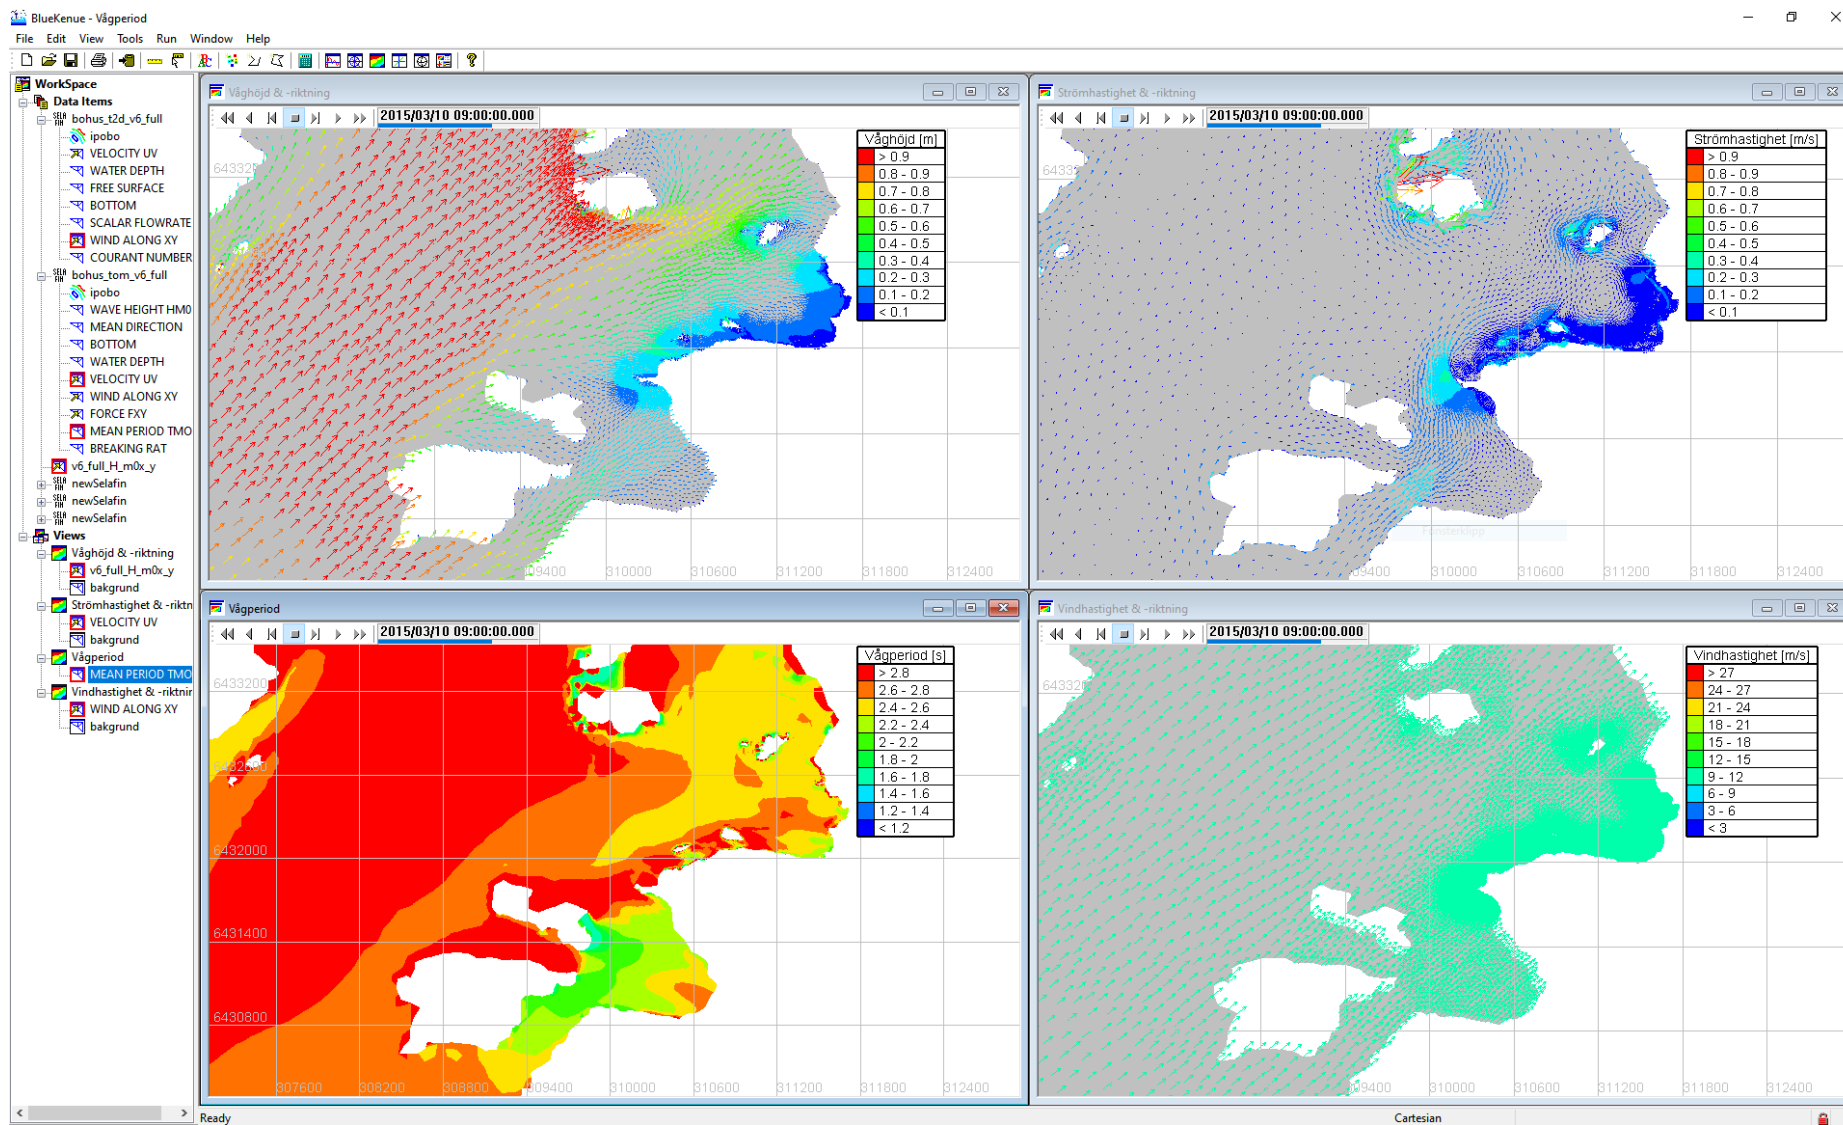 BlueKenue - Vågperiod
File Edit View Tools Run Window Help
WorkSpace
Data Items
bohus_t2d_v6_full
ipobo
VELOCITY UV
WATER DEPTH
FREE SURFACE
BOTTOM
SCALAR FLOWRATE
WIND ALONG XY
COURANT NUMBER
bohus_tom_v6_full
ipobo
WAVE HEIGHT HM0
MEAN DIRECTION
BOTTOM
WATER DEPTH
VELOCITY UV
WIND ALONG XY
FORCE FXY
MEAN PERIOD TMO
BREAKING RAT
v6_full_H_m0x_y
newSelafin
newSelafin
newSelafin
Views
Våghöjd & -riktning
v6_full_H_m0x_y
bakgrund
Strömhastighet & -riktn
VELOCITY UV
bakgrund
Vågperiod
MEAN PERIOD TMO
Vindhastighet & -riktnir
WIND ALONG XY
bakgrund
Våghöjd & -riktning
2015/03/10 09:00:00.000
Våghöjd [m]
> 0.9
0.8 - 0.9
0.7 - 0.8
0.6 - 0.7
0.5 - 0.6
0.4 - 0.5
0.3 - 0.4
0.2 - 0.3
0.1 - 0.2
< 0.1
64332
09400 310000 310600 311200 311800 312400
Strömhastighet & -riktning
2015/03/10 09:00:00.000
Strömhastighet [m/s]
> 0.9
0.8 - 0.9
0.7 - 0.8
0.6 - 0.7
0.5 - 0.6
0.4 - 0.5
0.3 - 0.4
0.2 - 0.3
0.1 - 0.2
< 0.1
64332
Fönsterklipp
309400 310000 310600 311200 311800 312400
Vågperiod
2015/03/10 09:00:00.000
Vågperiod [s]
> 2.8
2.6 - 2.8
2.4 - 2.6
2.2 - 2.4
2 - 2.2
1.8 - 2
1.6 - 1.8
1.4 - 1.6
1.2 - 1.4
< 1.2
6433200
6432000
6431400
6430800
307600 308200 308800 309400 310000 310600 311200 311800 312400
Vindhastighet & -riktning
2015/03/10 09:00:00.000
Vindhastighet [m/s]
> 27
24 - 27
21 - 24
18 - 21
15 - 18
12 - 15
9 - 12
6 - 9
3 - 6
< 3
64332
309400 310000 310600 311200 311800 312400
Ready
Cartesian